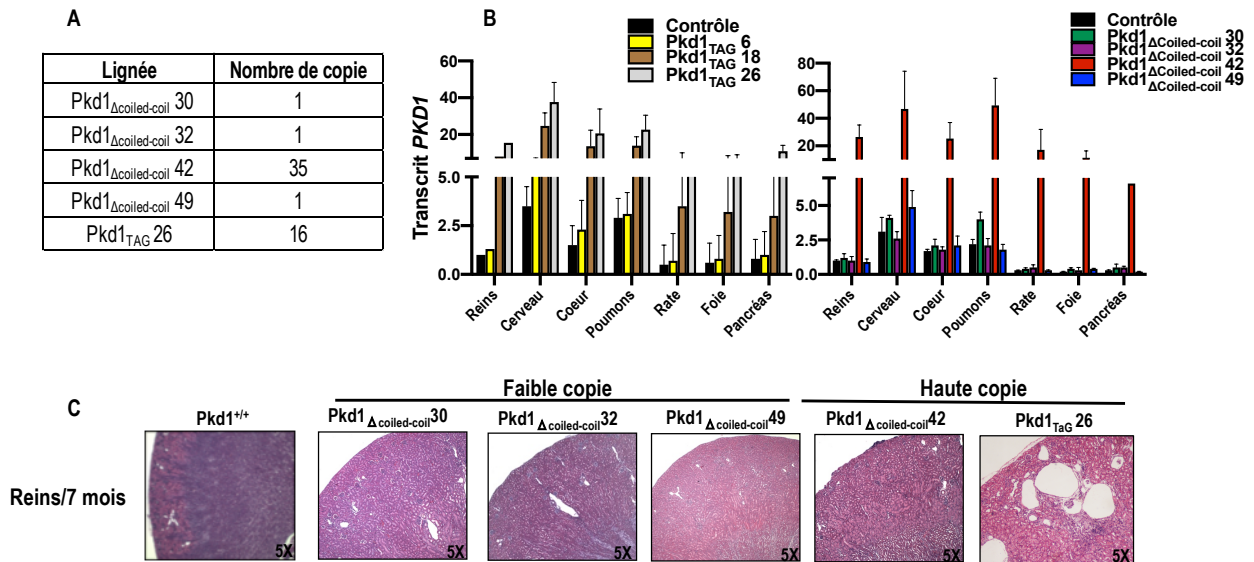 A
Lignée Nombre de copie
Pkd1Δcoiled-coil 30 1
Pkd1Δcoiled-coil 32 1
Pkd1Δcoiled-coil 42 35
Pkd1Δcoiled-coil 49 1
Pkd1TAG 26 16
B
Contrôle
Pkd1TAG 6
Pkd1TAG 18
Pkd1TAG 26
Transcrit PKD1
60
40
20
5.0
2.5
0.0
Reins
Cerveau
Coeur
Poumons
Rate
Foie
Pancréas
Contrôle
Pkd1ΔCoiled-coil 30
Pkd1ΔCoiled-coil 32
Pkd1ΔCoiled-coil 42
Pkd1ΔCoiled-coil 49
80
60
40
20
5.0
2.5
0.0
Reins
Cerveau
Coeur
Poumons
Rate
Foie
Pancréas
C
Faible copie
Haute copie
Pkd1+/+
Pkd1Δcoiled-coil30
Pkd1Δcoiled-coil32
Pkd1Δcoiled-coil49
Pkd1Δcoiled-coil42
Pkd1TaG 26
Reins/7 mois
5X
5X
5X
5X
5X
5X